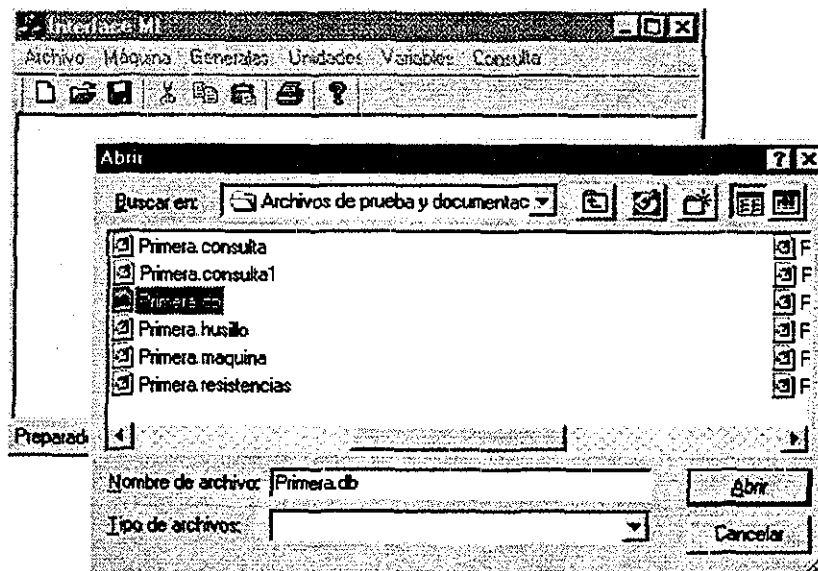 Interfase MI
Archivo Máquina Generales Unidades Variables Consulta
Abrir
Buscar en: Archivos de prueba y documentac
Primera.consulta
Primera.consulta1
Primera.db
Primera.husillo
Primera.maquina
Primera.resistencias
F
F
F
F
F
F
Preparad
Nombre de archivo: Primera.db
Abrir
Tipo de archivos:
Cancelar